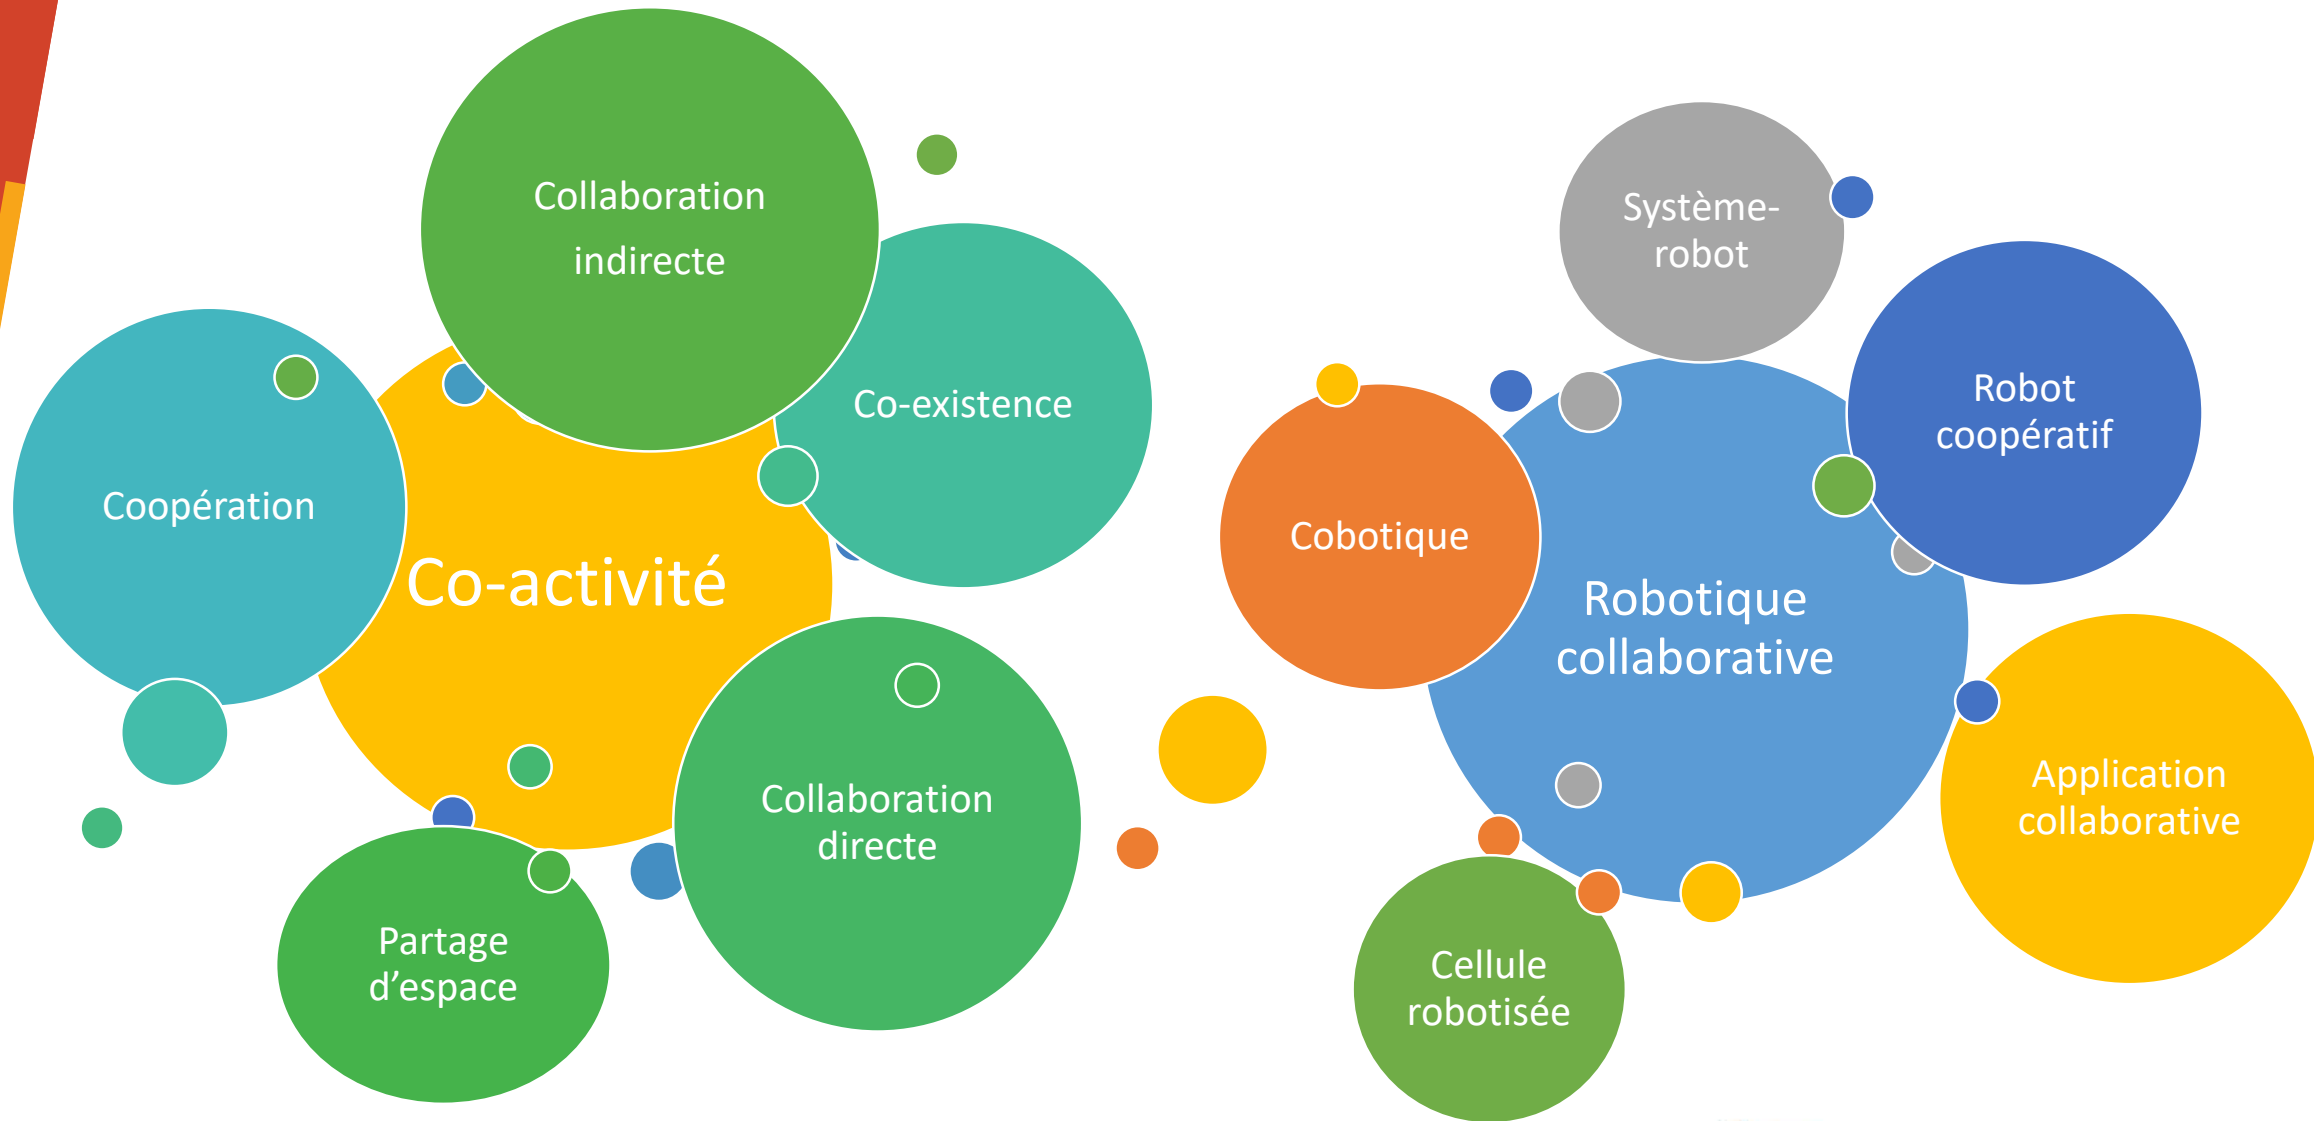 Collaboration
indirecte
Co-existence
Coopération
Co-activité
Collaboration
directe
Partage
d’espace
Système-
robot
Robot
coopératif
Cobotique
Robotique
collaborative
Application
collaborative
Cellule
robotisée